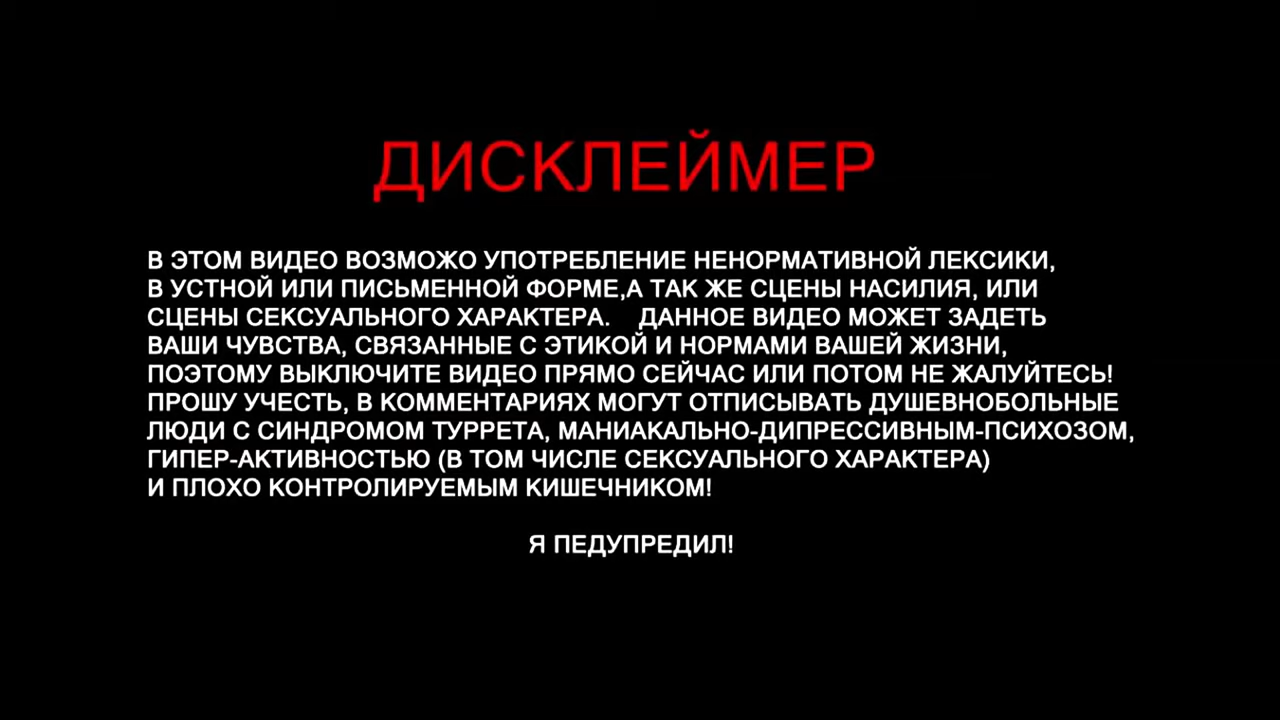 ДИСКЛЕЙМЕР
В ЭТОМ ВИДЕО ВОЗМОЖО УПОТРЕБЛЕНИЕ НЕНОРМАТИВНОЙ ЛЕКСИКИ,
В УСТНОЙ ИЛИ ПИСЬМЕННОЙ ФОРМЕ,А ТАК ЖЕ СЦЕНЫ НАСИЛИЯ, ИЛИ
СЦЕНЫ СЕКСУАЛЬНОГО ХАРАКТЕРА. ДАННОЕ ВИДЕО МОЖЕТ ЗАДЕТЬ
ВАШИ ЧУВСТВА, СВЯЗАННЫЕ С ЭТИКОЙ И НОРМАМИ ВАШЕЙ ЖИЗНИ,
ПОЭТОМУ ВЫКЛЮЧИТЕ ВИДЕО ПРЯМО СЕЙЧАС ИЛИ ПОТОМ НЕ ЖАЛУЙТЕСЬ!
ПРОШУ УЧЕСТЬ, В КОММЕНТАРИЯХ МОГУТ ОТПИСЫВАТЬ ДУШЕВНОБОЛЬНЫЕ
ЛЮДИ С СИНДРОМОМ ТУРРЕТА, МАНИАКАЛЬНО-ДИПРЕССИВНЫМ-ПСИХОЗОМ,
ГИПЕР-АКТИВНОСТЬЮ (В ТОМ ЧИСЛЕ СЕКСУАЛЬНОГО ХАРАКТЕРА)
И ПЛОХО КОНТРОЛИРУЕМЫМ КИШЕЧНИКОМ!
Я ПЕДУПРЕДИЛ!